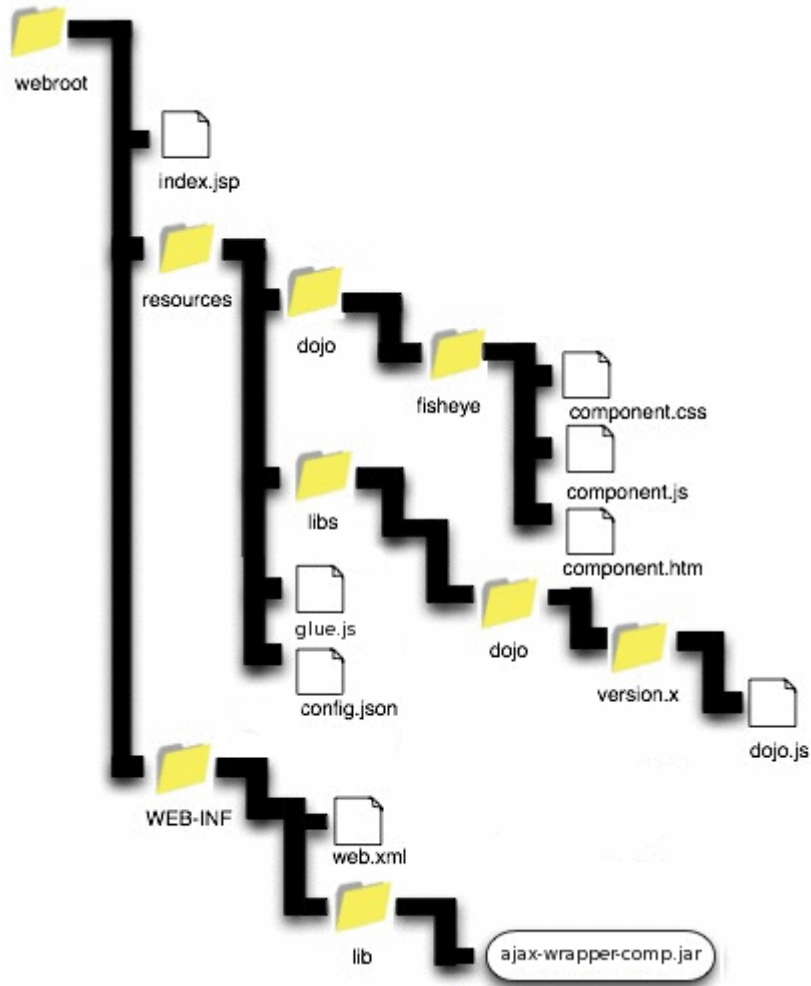 webroot
index.jsp
resources
dojo
fisheye
component.css
component.js
component.htm
libs
glue.js
config.json
dojo
version.x
dojo.js
WEB-INF
web.xml
lib
ajax-wrapper-comp.jar